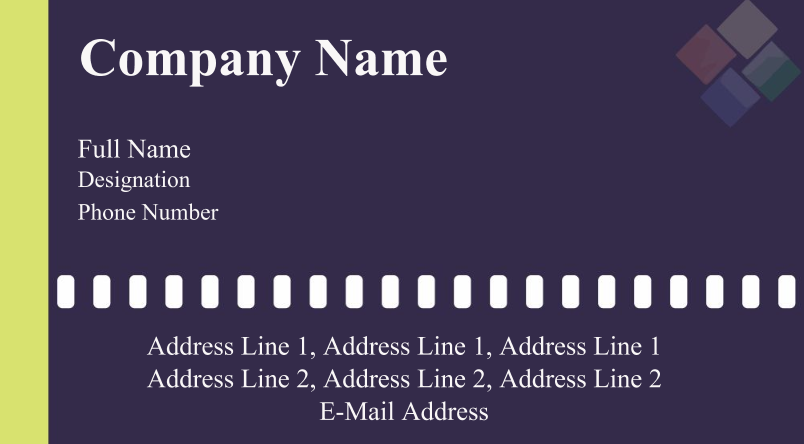 Company Name
Full Name
Designation
Phone Number
Address Line 1, Address Line 1, Address Line 1
Address Line 2, Address Line 2, Address Line 2
E-Mail Address